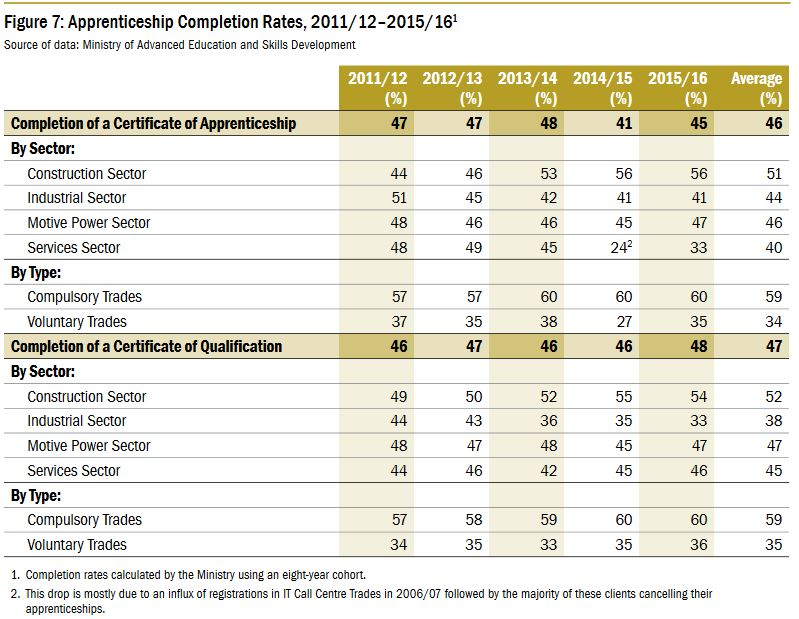 Figure 7: Apprenticeship Completion Rates, 2011/12–2015/16¹
Source of data: Ministry of Advanced Education and Skills Development
2011/12 2012/13 2013/14 2014/15 2015/16 Average
(%) (%) (%) (%) (%) (%)
Completion of a Certificate of Apprenticeship 47 47 48 41 45 46
By Sector:
Construction Sector 44 46 53 56 56 51
Industrial Sector 51 45 42 41 41 44
Motive Power Sector 48 46 46 45 47 46
Services Sector 48 49 45 24² 33 40
By Type:
Compulsory Trades 57 57 60 60 60 59
Voluntary Trades 37 35 38 27 35 34
Completion of a Certificate of Qualification 46 47 46 46 48 47
By Sector:
Construction Sector 49 50 52 55 54 52
Industrial Sector 44 43 36 35 33 38
Motive Power Sector 48 47 48 45 47 47
Services Sector 44 46 42 45 46 45
By Type:
Compulsory Trades 57 58 59 60 60 59
Voluntary Trades 34 35 33 35 36 35
1. Completion rates calculated by the Ministry using an eight-year cohort.
2. This drop is mostly due to an influx of registrations in IT Call Centre Trades in 2006/07 followed by the majority of these clients cancelling their
apprenticeships.